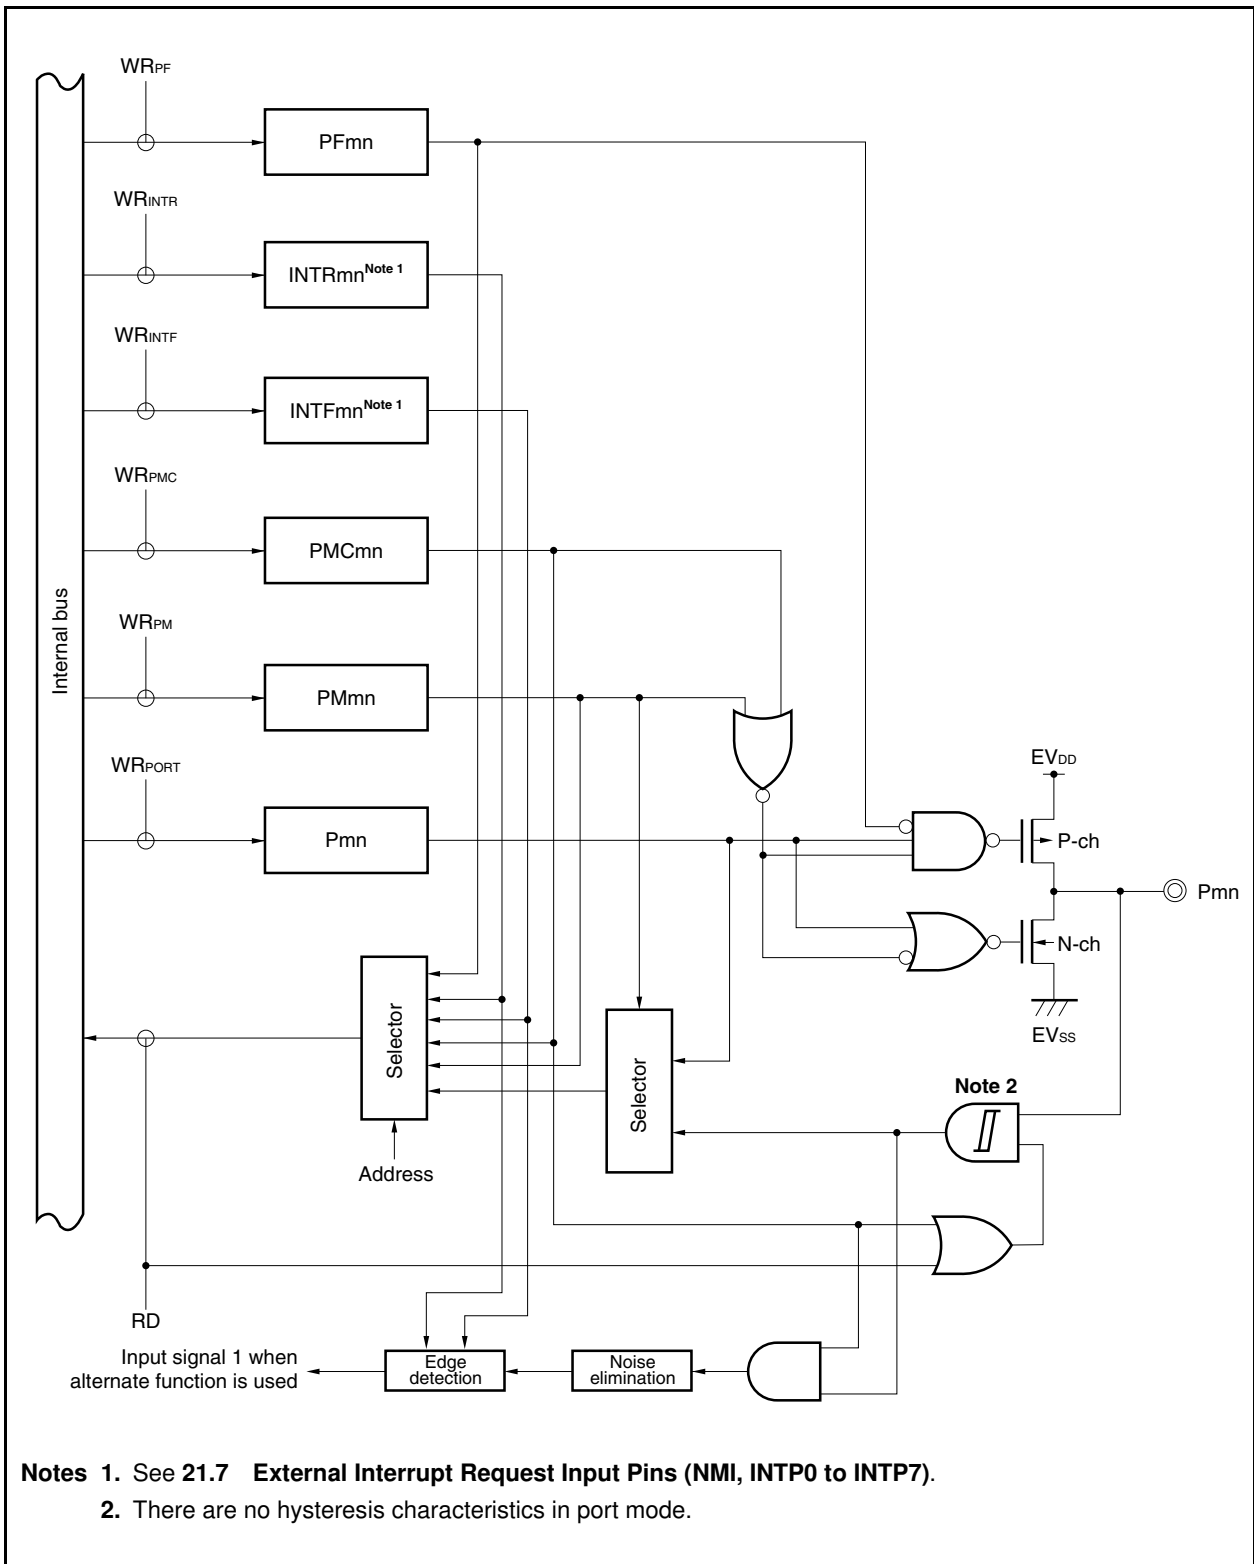 WRPF
PFmn
WRINTR
INTRmnNote 1
WRINTF
INTFmnNote 1
WRPMC
PMCmn
Internal bus
WRPM
PMmn
WRPORT
Pmn
EVDD
P-ch
Pmn
N-ch
EVSS
Selector
Selector
Note 2
Address
RD
Input signal 1 when
alternate function is used
Edge
detection
Noise
elimination
Notes 1. See 21.7 External Interrupt Request Input Pins (NMI, INTP0 to INTP7).
2. There are no hysteresis characteristics in port mode.